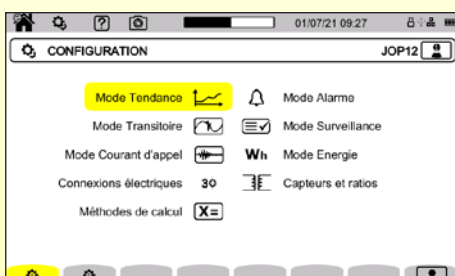 01/07/21 09:27
CONFIGURATION JOP12
Mode Tendance Mode Alarme
Mode Transitoire Mode Surveillance
Mode Courant d'appel Wh Mode Energie
Connexions électriques 3Φ Capteurs et ratios
Méthodes de calcul X=